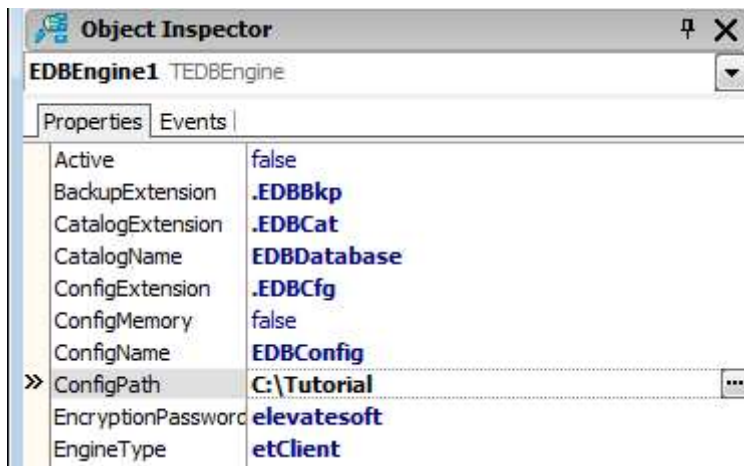 Object Inspector
EDBEngine1 TEDBEngine
Properties Events
Active false
BackupExtension .EDBBkp
CatalogExtension .EDBCat
CatalogName EDBDatabase
ConfigExtension .EDBCfg
ConfigMemory false
ConfigName EDBConfig
» ConfigPath C:\Tutorial ...
EncryptionPassword elevatesoft
EngineType etClient